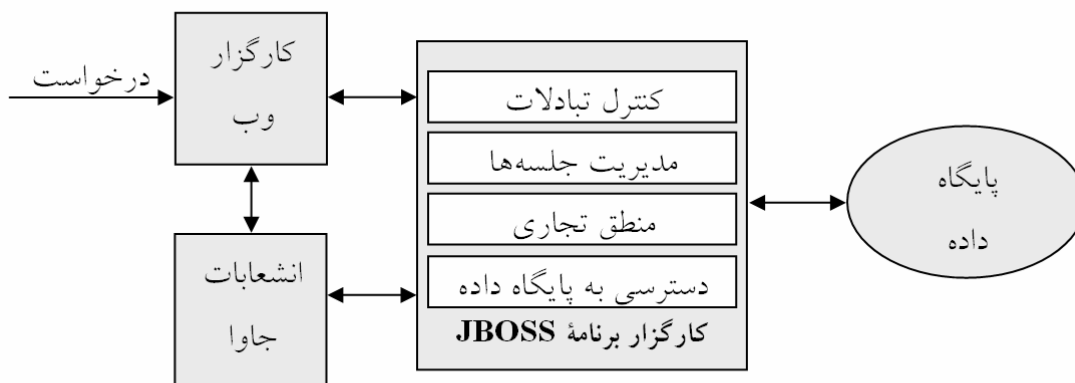 درخواست
کارگزار
وب
انشعابات
جاوا
کنترل تبادلات
مدیریت جلسه‌ها
منطق تجاری
دسترسی به پایگاه داده
کارگزار برنامهٔ JBOSS
پایگاه
داده